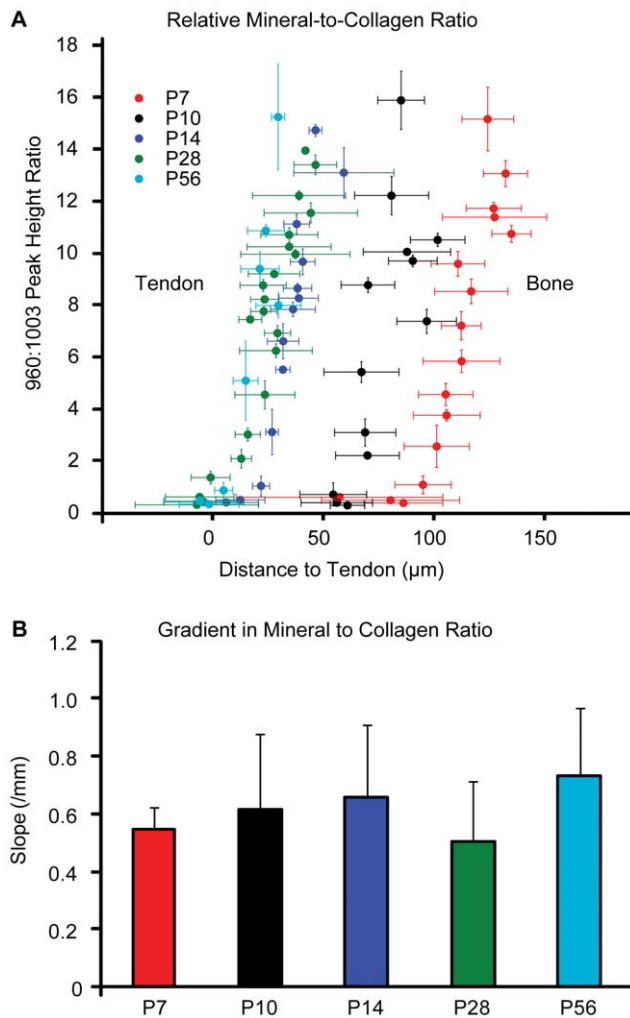 A
Relative Mineral-to-Collagen Ratio
18
16
14
12
10
8
6
4
2
0
960:1003 Peak Height Ratio
P7
P10
P14
P28
P56
Tendon
Bone
0 50 100 150
Distance to Tendon (µm)
B
Gradient in Mineral to Collagen Ratio
1.2
1.0
0.8
0.6
0.4
0.2
0
Slope (/mm)
P7 P10 P14 P28 P56